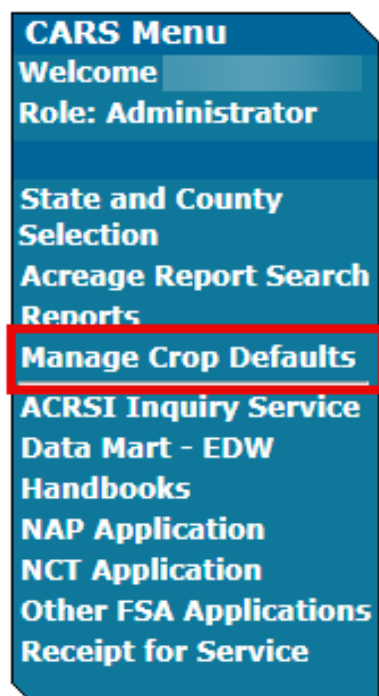 CARS Menu
Welcome
Role: Administrator
State and County
Selection
Acreage Report Search
Reports
Manage Crop Defaults
ACRSI Inquiry Service
Data Mart - EDW
Handbooks
NAP Application
NCT Application
Other FSA Applications
Receipt for Service